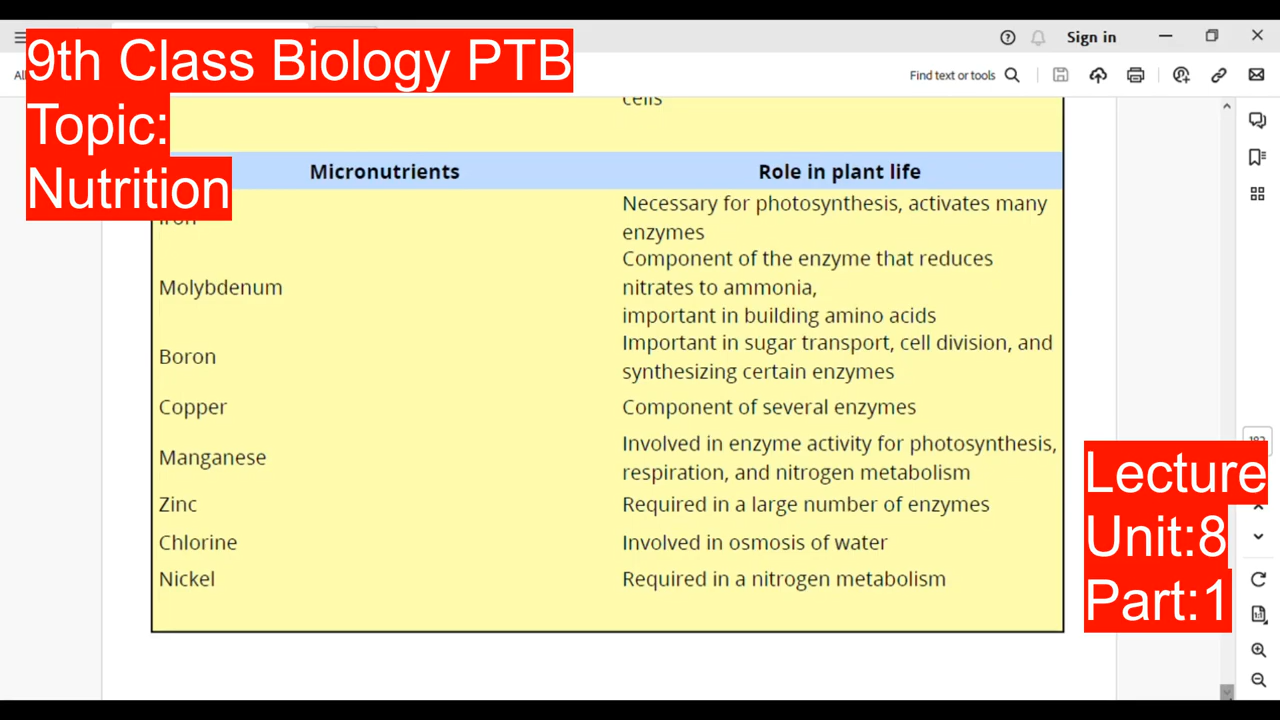 9th Class Biology PTB
Topic:
Nutrition
Sign in
Find text or tools
cells
Micronutrients Role in plant life
Iron Necessary for photosynthesis, activates many
enzymes
Molybdenum Component of the enzyme that reduces
nitrates to ammonia,
important in building amino acids
Boron Important in sugar transport, cell division, and
synthesizing certain enzymes
Copper Component of several enzymes
Manganese Involved in enzyme activity for photosynthesis,
respiration, and nitrogen metabolism
Zinc Required in a large number of enzymes
Chlorine Involved in osmosis of water
Nickel Required in a nitrogen metabolism
Lecture
Unit:8
Part:1